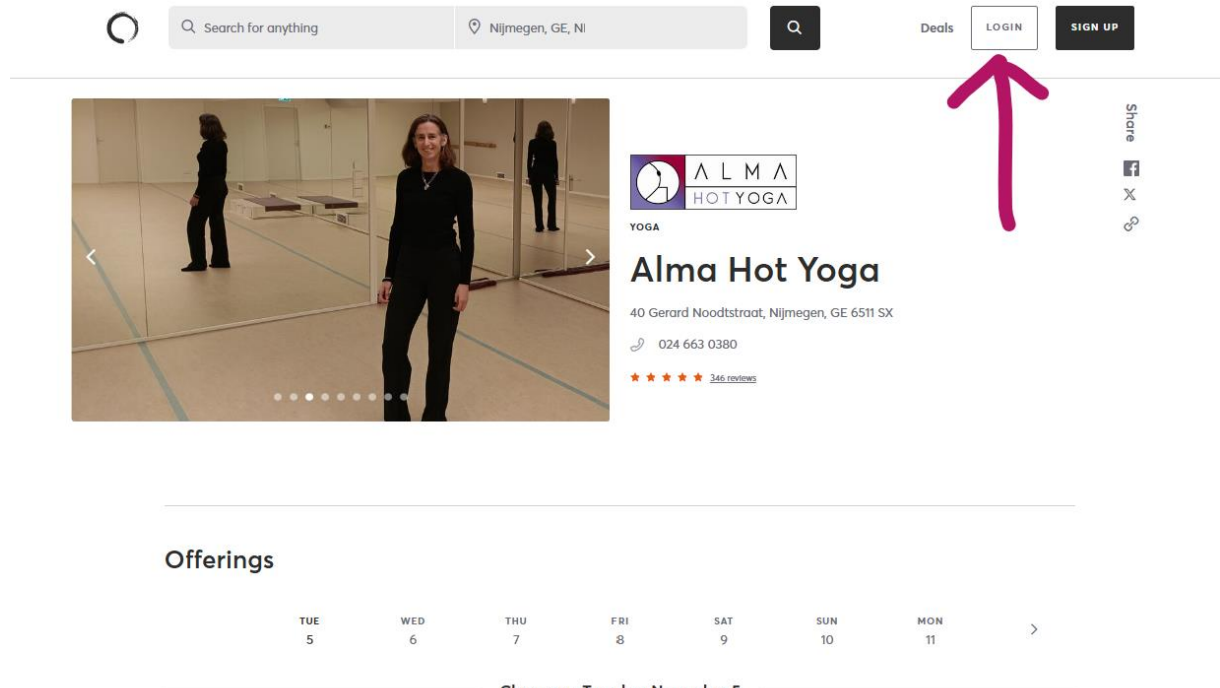 Search for anything
Nijmegen, GE, N
Deals
LOGIN
SIGN UP
Share
ALMA
HOT YOGA
YOGA
Alma Hot Yoga
40 Gerard Noodtstraat, Nijmegen, GE 6511 SX
024 663 0380
346 reviews
Offerings
TUE WED THU FRI SAT SUN MON
5 6 7 8 9 10 11